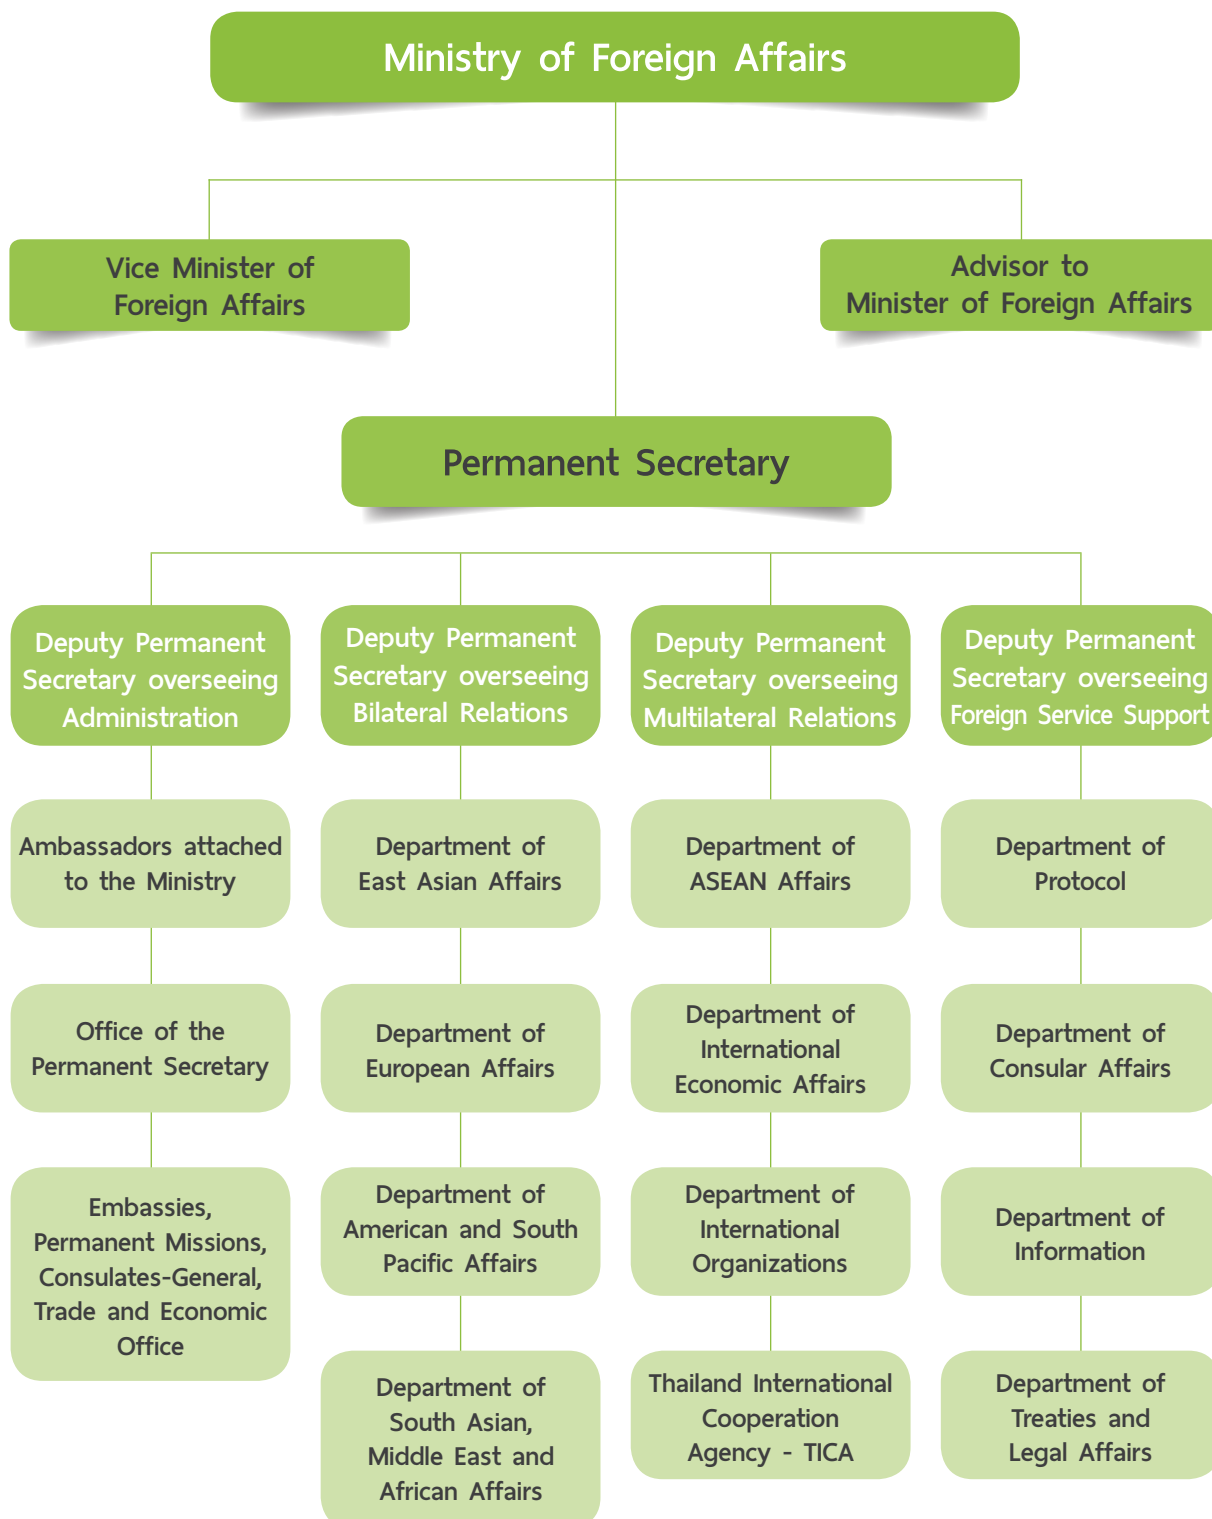 Ministry of Foreign Affairs
Vice Minister of
Foreign Affairs
Advisor to
Minister of Foreign Affairs
Permanent Secretary
Deputy Permanent
Secretary overseeing
Administration
Deputy Permanent
Secretary overseeing
Bilateral Relations
Deputy Permanent
Secretary overseeing
Multilateral Relations
Deputy Permanent
Secretary overseeing
Foreign Service Support
Ambassadors attached
to the Ministry
Department of
East Asian Affairs
Department of
ASEAN Affairs
Department of
Protocol
Office of the
Permanent Secretary
Department of
European Affairs
Department of
International
Economic Affairs
Department of
Consular Affairs
Embassies,
Permanent Missions,
Consulates-General,
Trade and Economic
Office
Department of
American and South
Pacific Affairs
Department of
International
Organizations
Department of
Information
Department of
South Asian,
Middle East and
African Affairs
Thailand International
Cooperation
Agency - TICA
Department of
Treaties and
Legal Affairs